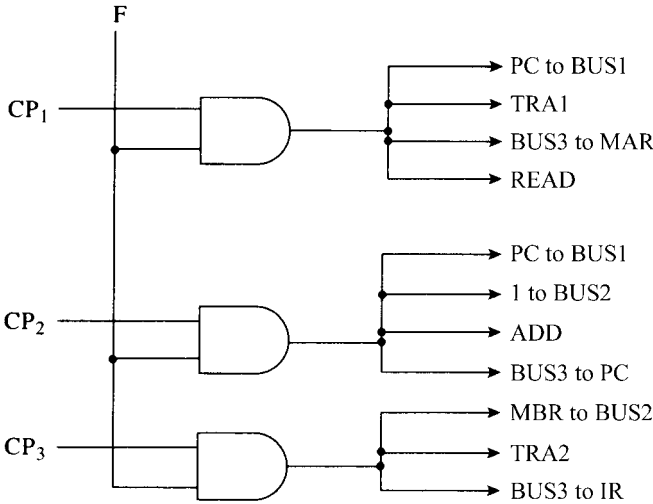 F
CP₁
PC to BUS1
TRA1
BUS3 to MAR
READ
CP₂
PC to BUS1
1 to BUS2
ADD
BUS3 to PC
CP₃
MBR to BUS2
TRA2
BUS3 to IR